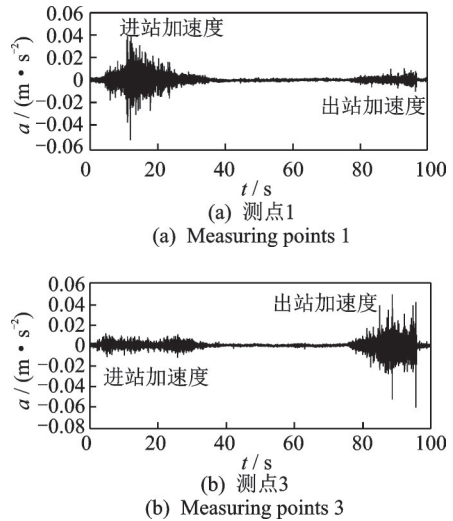 0.06
0.04
0.02
0
−0.02
−0.04
−0.06
a / (m·s⁻²)
进站加速度
出站加速度
0 20 40 60 80 100
t / s
(a) 测点1
(a) Measuring points 1
0.06
0.04
0.02
0
−0.02
−0.04
−0.06
−0.08
a / (m·s⁻²)
出站加速度
进站加速度
0 20 40 60 80 100
t / s
(b) 测点3
(b) Measuring points 3